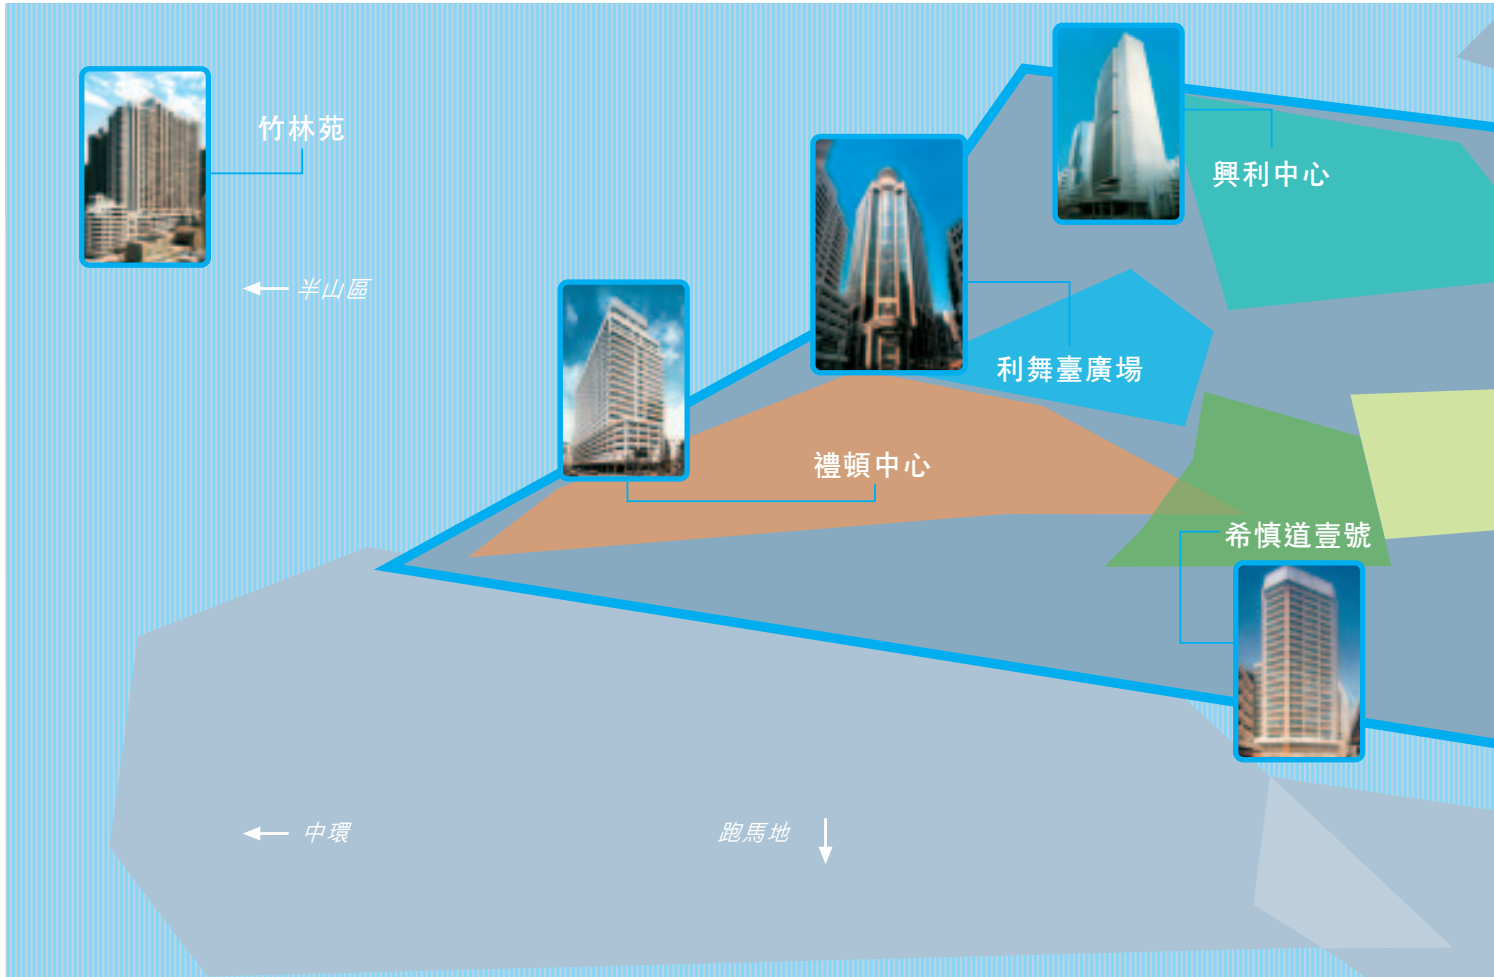 竹林苑
興利中心
半山區
利舞臺廣場
禮頓中心
希慎道壹號
中環
跑馬地